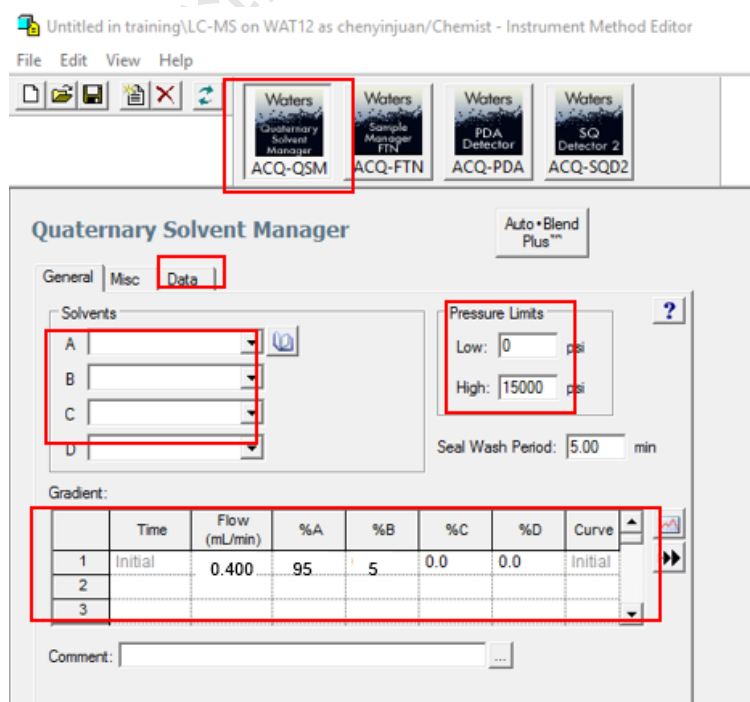 Untitled in training\LC-MS on WAT12 as chenyinjuan/Chemist - Instrument Method Editor
File Edit View Help
Waters Quaternary Solvent Manager ACQ-QSM
Waters Sample Manager FTN ACQ-FTN
Waters PDA Detector ACQ-PDA
Waters SQ Detector 2 ACQ-SQD2
Quaternary Solvent Manager
Auto•Blend Plus™
General Misc Data
Solvents
A
B
C
D
Pressure Limits
?
Low: 0 psi
High: 15000 psi
Seal Wash Period: 5.00 min
Gradient:
Time Flow (mL/min) %A %B %C %D Curve
1 Initial 0.400 95 5 0.0 0.0 Initial
2
3
Comment: ...